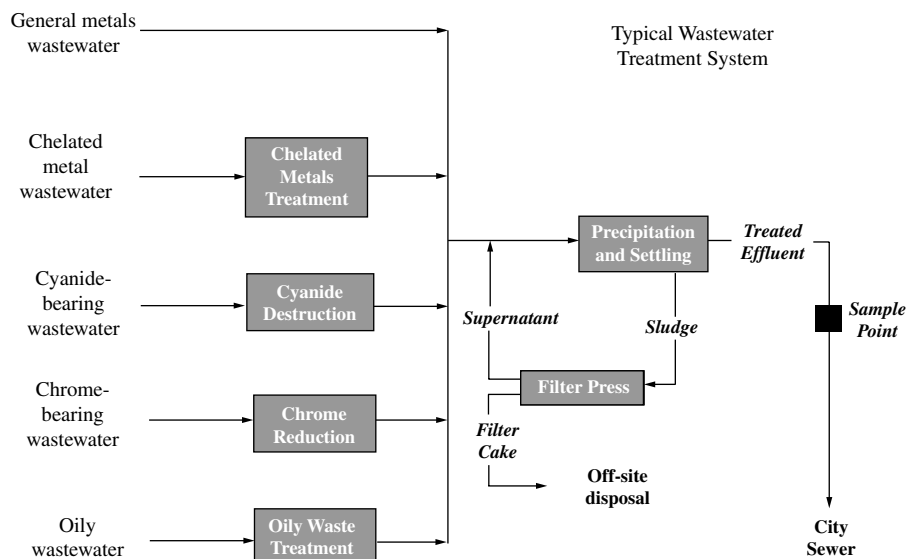 General metals
wastewater
Typical Wastewater
Treatment System
Chelated
metal
wastewater
Chelated
Metals
Treatment
Precipitation
and Settling
Treated
Effluent
Cyanide-
bearing
wastewater
Cyanide
Destruction
Supernatant
Sludge
Sample
Point
Filter Press
Chrome-
bearing
wastewater
Chrome
Reduction
Filter
Cake
Off-site
disposal
Oily
wastewater
Oily Waste
Treatment
City
Sewer